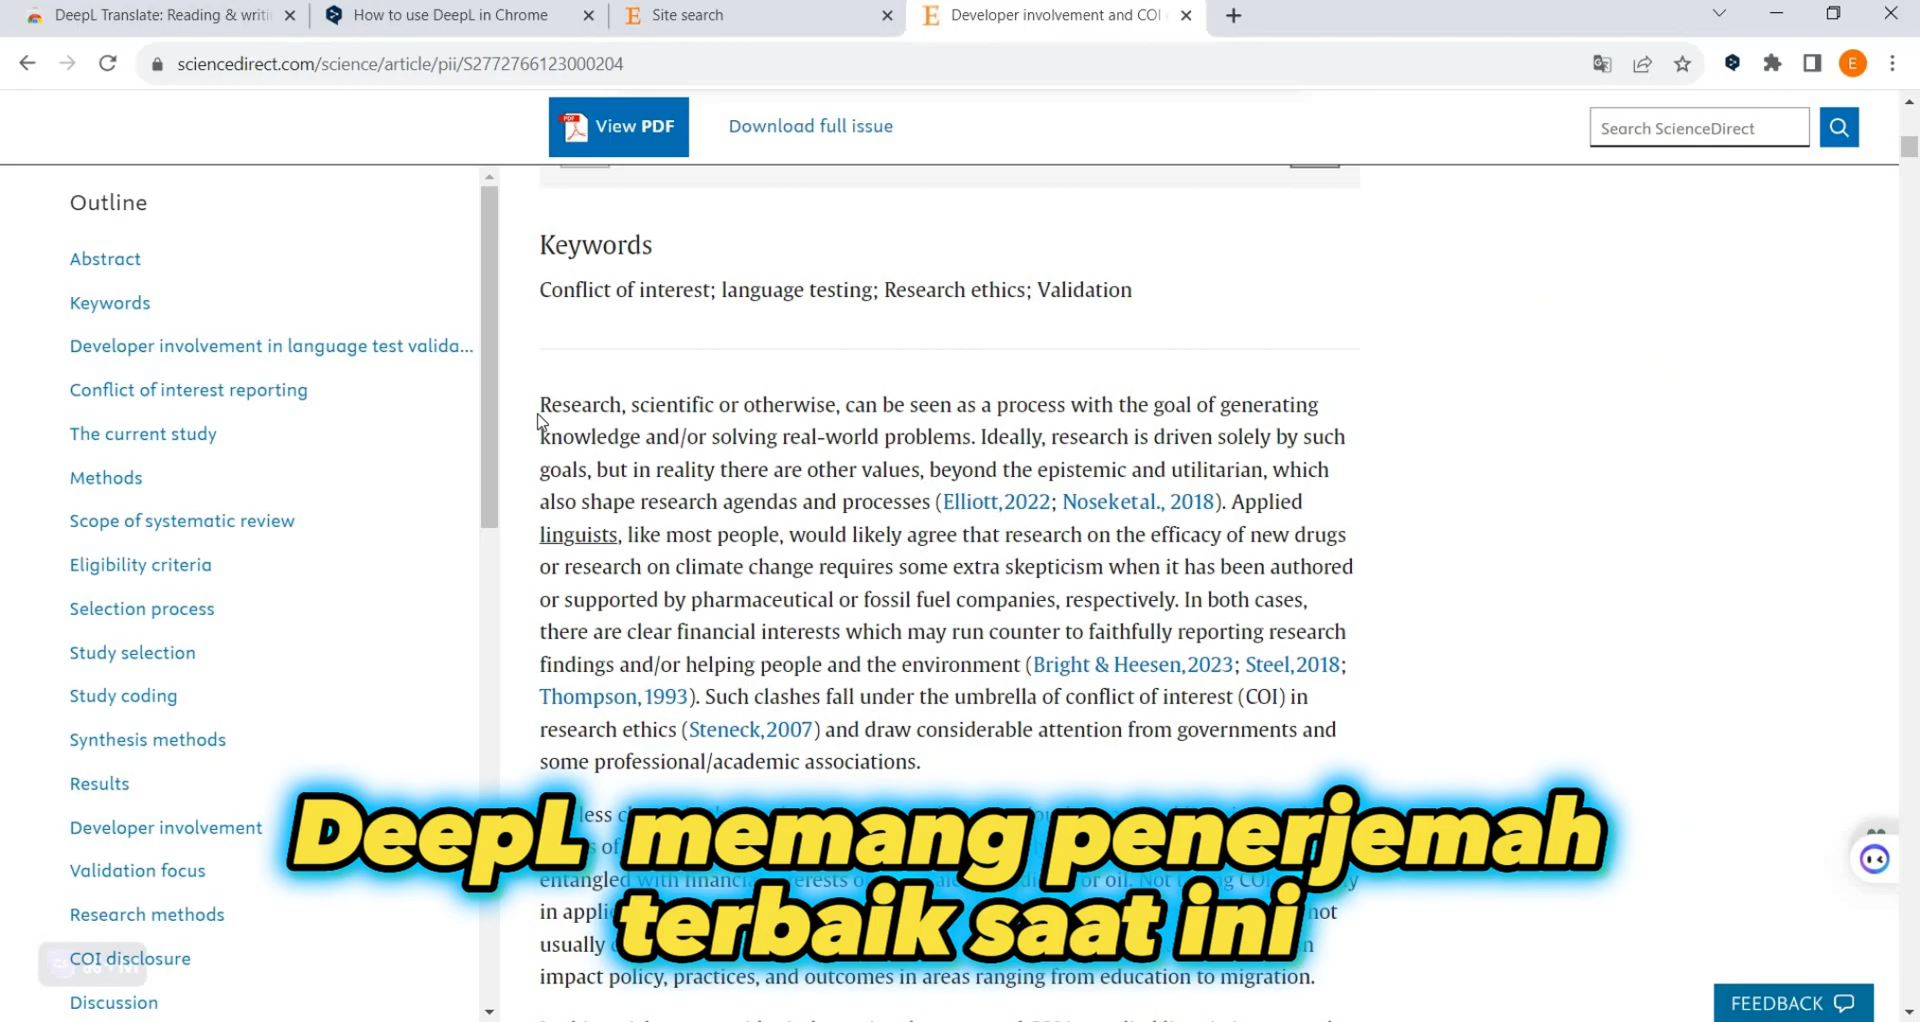 DeepL Translate: Reading & writi
How to use DeepL in Chrome
Site search
Developer involvement and COI
sciencedirect.com/science/article/pii/S2772766123000204
E
PDF
View PDF
Download full issue
Search ScienceDirect
Outline
Abstract
Keywords
Developer involvement in language test valida...
Conflict of interest reporting
The current study
Methods
Scope of systematic review
Eligibility criteria
Selection process
Study selection
Study coding
Synthesis methods
Results
Developer involvement
Validation focus
Research methods
COI disclosure
Discussion
Keywords
Conflict of interest; language testing; Research ethics; Validation
Research, scientific or otherwise, can be seen as a process with the goal of generating
knowledge and/or solving real-world problems. Ideally, research is driven solely by such
goals, but in reality there are other values, beyond the epistemic and utilitarian, which
also shape research agendas and processes (Elliott,2022; Noseketal., 2018). Applied
linguists, like most people, would likely agree that research on the efficacy of new drugs
or research on climate change requires some extra skepticism when it has been authored
or supported by pharmaceutical or fossil fuel companies, respectively. In both cases,
there are clear financial interests which may run counter to faithfully reporting research
findings and/or helping people and the environment (Bright & Heesen,2023; Steel,2018;
Thompson,1993). Such clashes fall under the umbrella of conflict of interest (COI) in
research ethics (Steneck,2007) and draw considerable attention from governments and
some professional/academic associations.
less
of
entangled with
or oil. Not
in
not
usually
impact policy, practices, and outcomes in areas ranging from education to migration.
DeepL memang penerjemah
terbaik saat ini
FEEDBACK